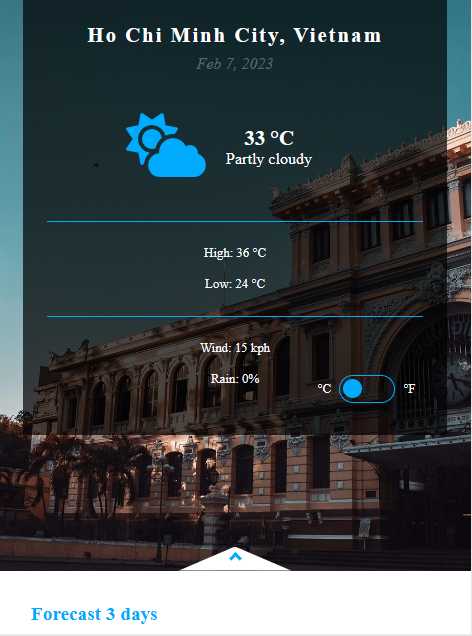 Ho Chi Minh City, Vietnam
Feb 7, 2023
33 °C
Partly cloudy
High: 36 °C
Low: 24 °C
Wind: 15 kph
Rain: 0%
°C °F
Forecast 3 days